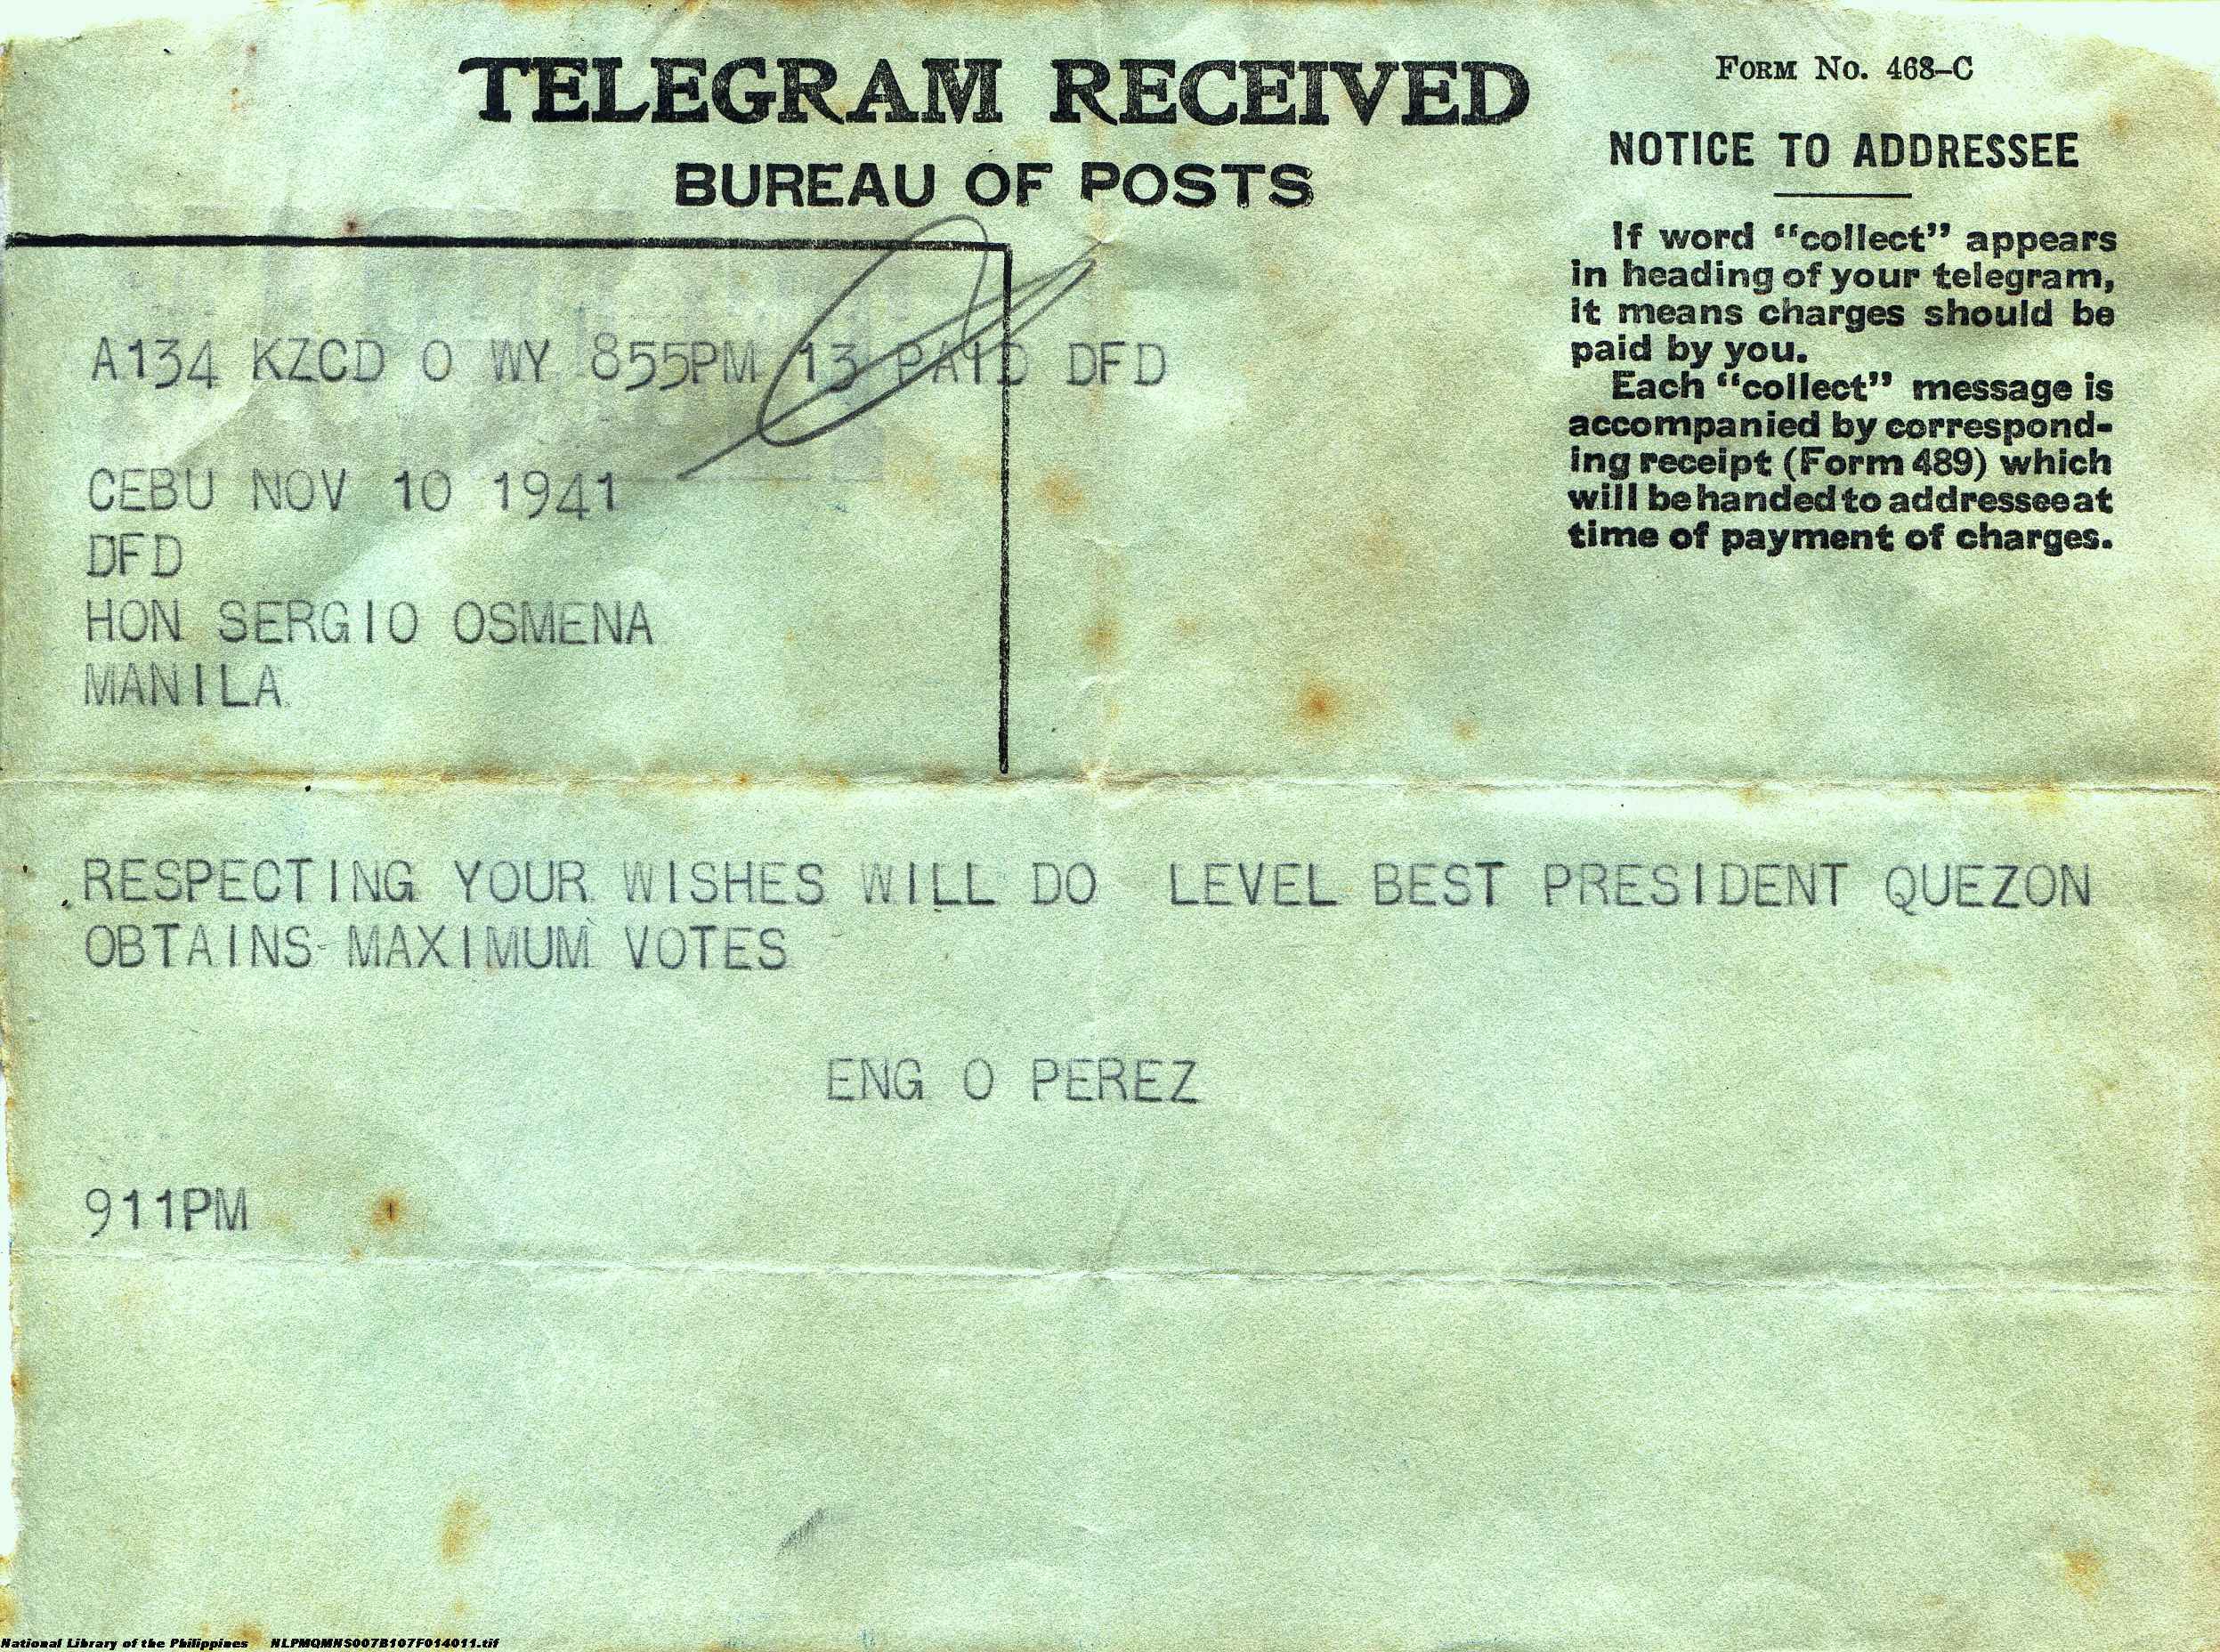 TELEGRAM RECEIVED
BUREAU OF POSTS
FORM NO. 468-C
NOTICE TO ADDRESSEE
If word "collect" appears
in heading of your telegram,
it means charges should be
paid by you.
Each "collect" message is
accompanied by correspond-
ing receipt (Form 489) which
will be handed to addressee at
time of payment of charges.
A134 KZCD O WY 855PM 13 PAID DFD
CEBU NOV 10 1941
DFD
HON SERGIO OSMENA
MANILA
RESPECTING YOUR WISHES WILL DO LEVEL BEST PRESIDENT QUEZON
OBTAINS MAXIMUM VOTES
ENG O PEREZ
911PM
National Library of the Philippines NLPMQMNS007B107F014011.tif